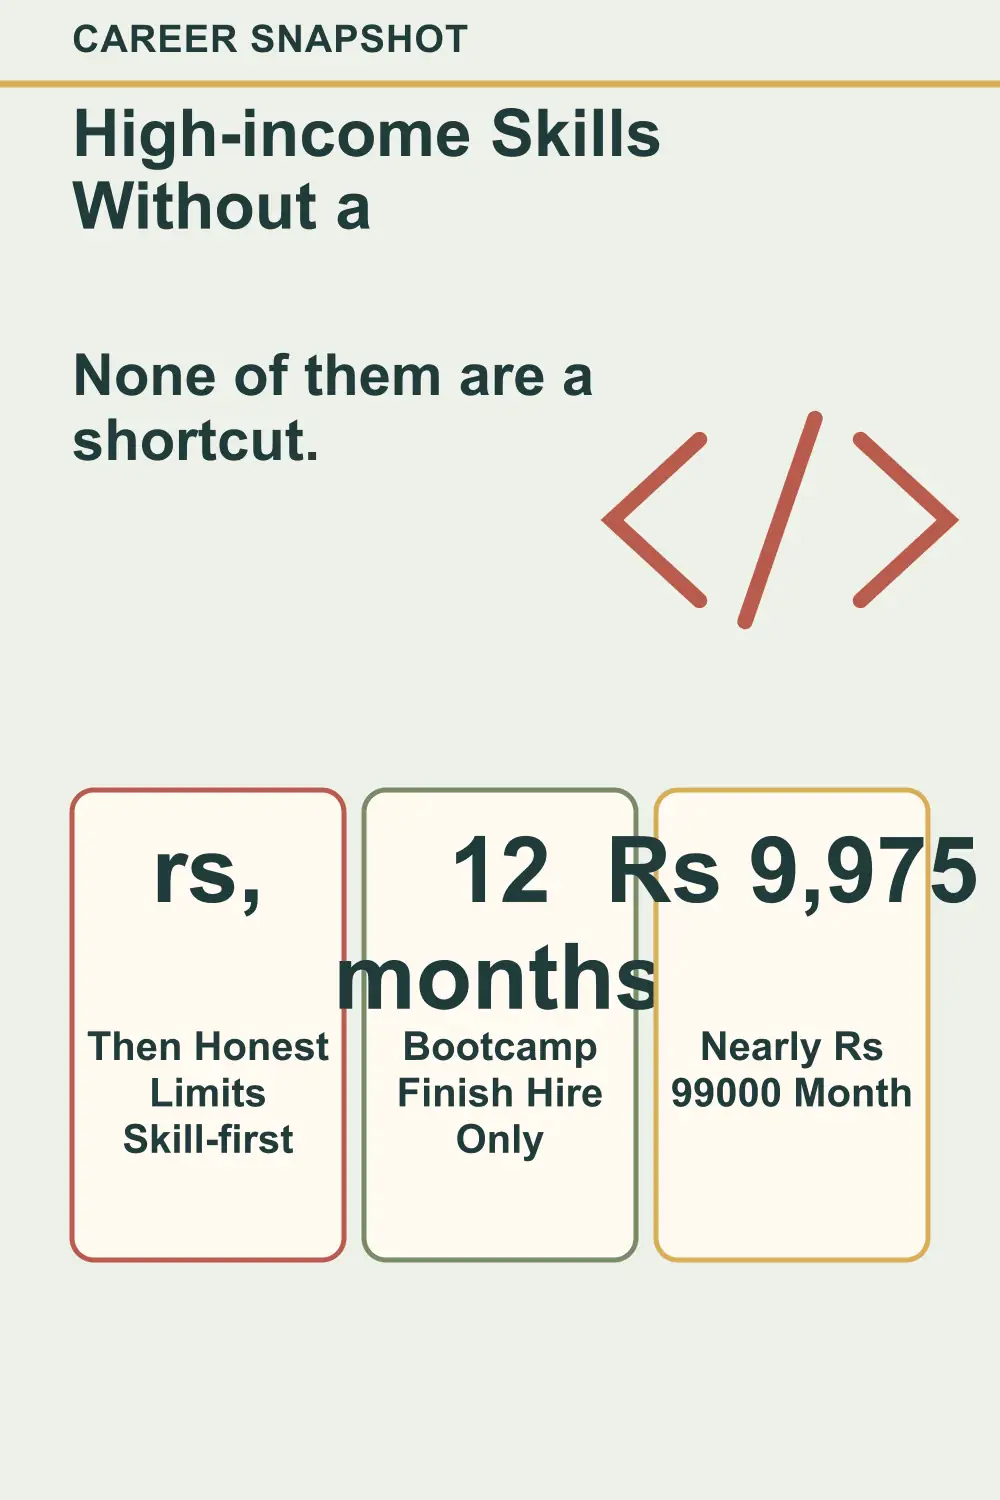 CAREER SNAPSHOT
High-income Skills
Without a
None of them are a
shortcut.
rs,
Then Honest
Limits
Skill-first
12
months
Bootcamp
Finish Hire
Only
Rs 9,975
Nearly Rs
99000 Month